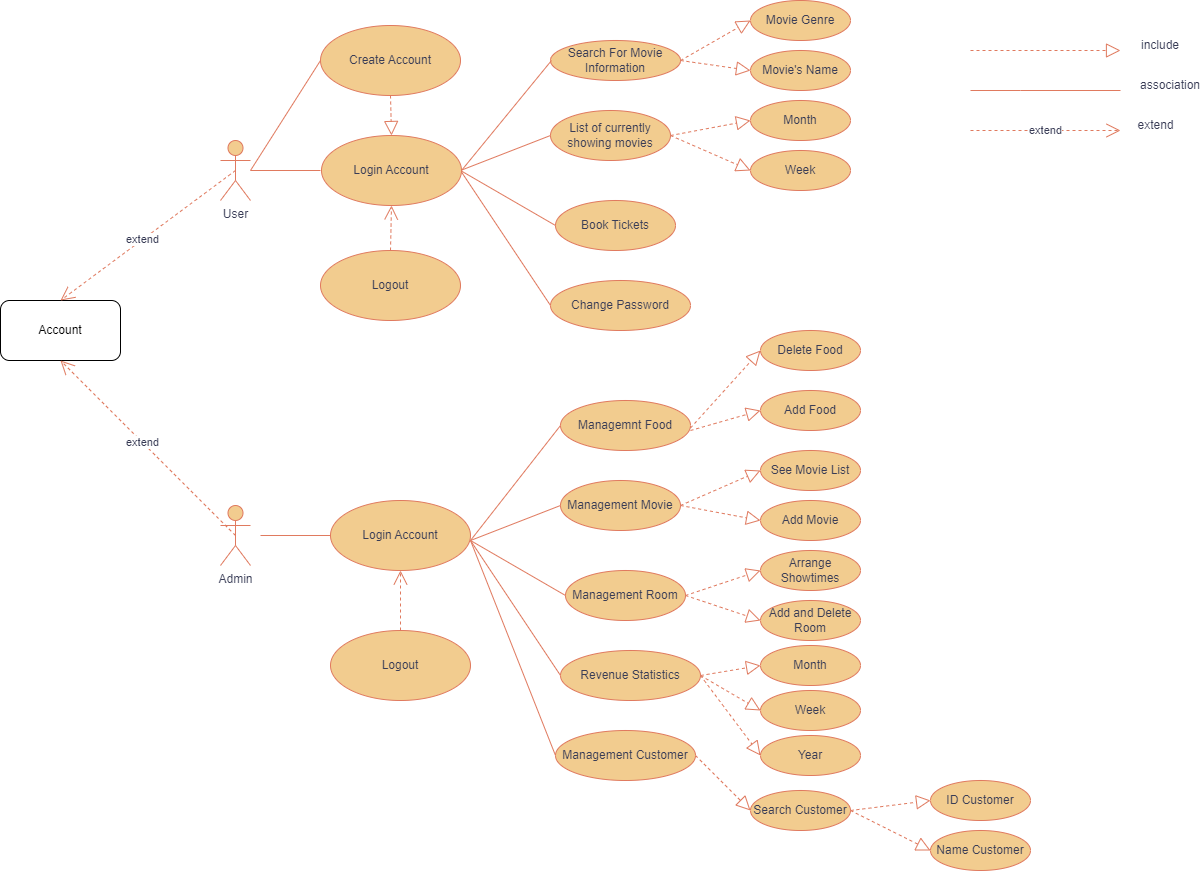 Movie Genre
Create Account
Search For Movie
Information
Movie's Name
include
association
extend
extend
List of currently
showing movies
Month
Week
Login Account
User
Book Tickets
extend
Logout
Change Password
Account
Delete Food
Managemnt Food
Add Food
extend
See Movie List
Management Movie
Add Movie
Login Account
Admin
Arrange
Showtimes
Management Room
Add and Delete
Room
Logout
Month
Revenue Statistics
Week
Year
Management Customer
Search Customer
ID Customer
Name Customer